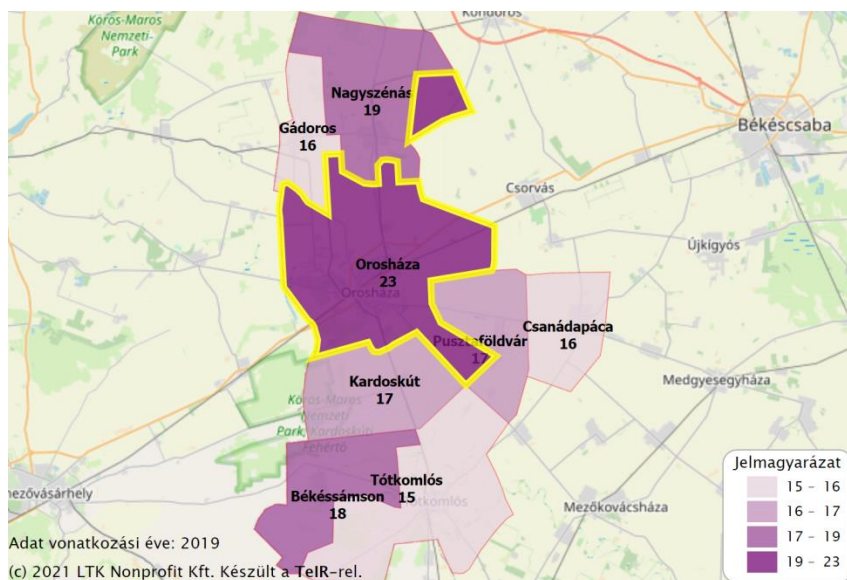 Körös-Maros
Nemzeti-
Park
Kondoros
Nagyszénás
19
Gádoros
16
Békéscsaba
Csorvás
Újkígyós
Orosháza
23
Orosháza
Pusztaföldvár
17
Csanádapáca
16
Kardoskút
17
Medgyesegyháza
Körös-Maros
Nemzeti
Park, Kardoskúti
Fehértó
Tótkomlós
15
Tótkomlós
Békéssámson
18
mezővásárhely
Mezőkovácsháza
Jelmagyarázat
15 - 16
16 - 17
17 - 19
19 - 23
Adat vonatkozási éve: 2019
(c) 2021 LTK Nonprofit Kft. Készült a TeIR-rel.